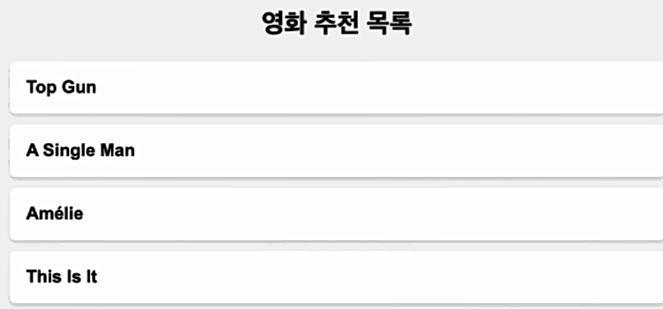 영화 추천 목록
Top Gun
A Single Man
Amélie
This Is It